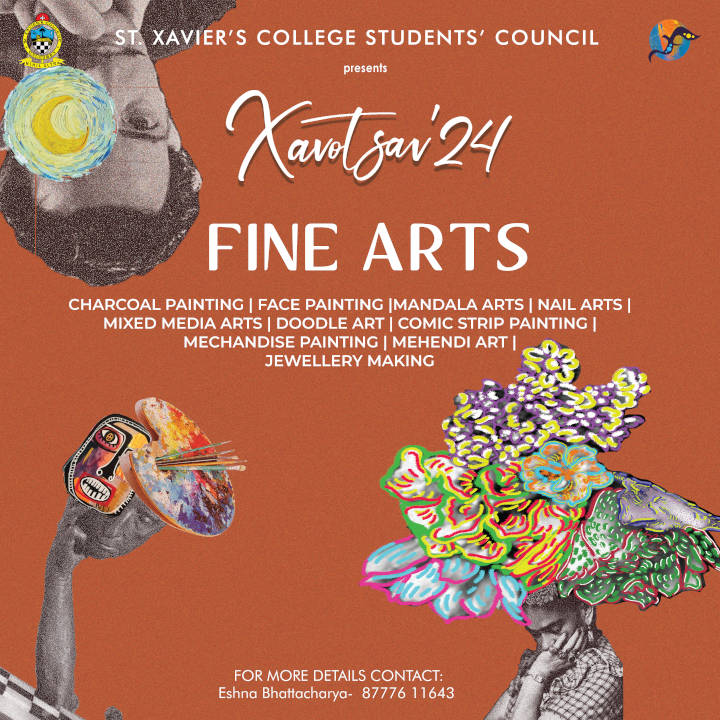 ST. XAVIER'S COLLEGE STUDENTS' COUNCIL
presents
Xavotsav'24
FINE ARTS
CHARCOAL PAINTING | FACE PAINTING |MANDALA ARTS | NAIL ARTS |
MIXED MEDIA ARTS | DOODLE ART | COMIC STRIP PAINTING |
MECHANDISE PAINTING | MEHENDI ART |
JEWELLERY MAKING
FOR MORE DETAILS CONTACT:
Eshna Bhattacharya- 87776 11643